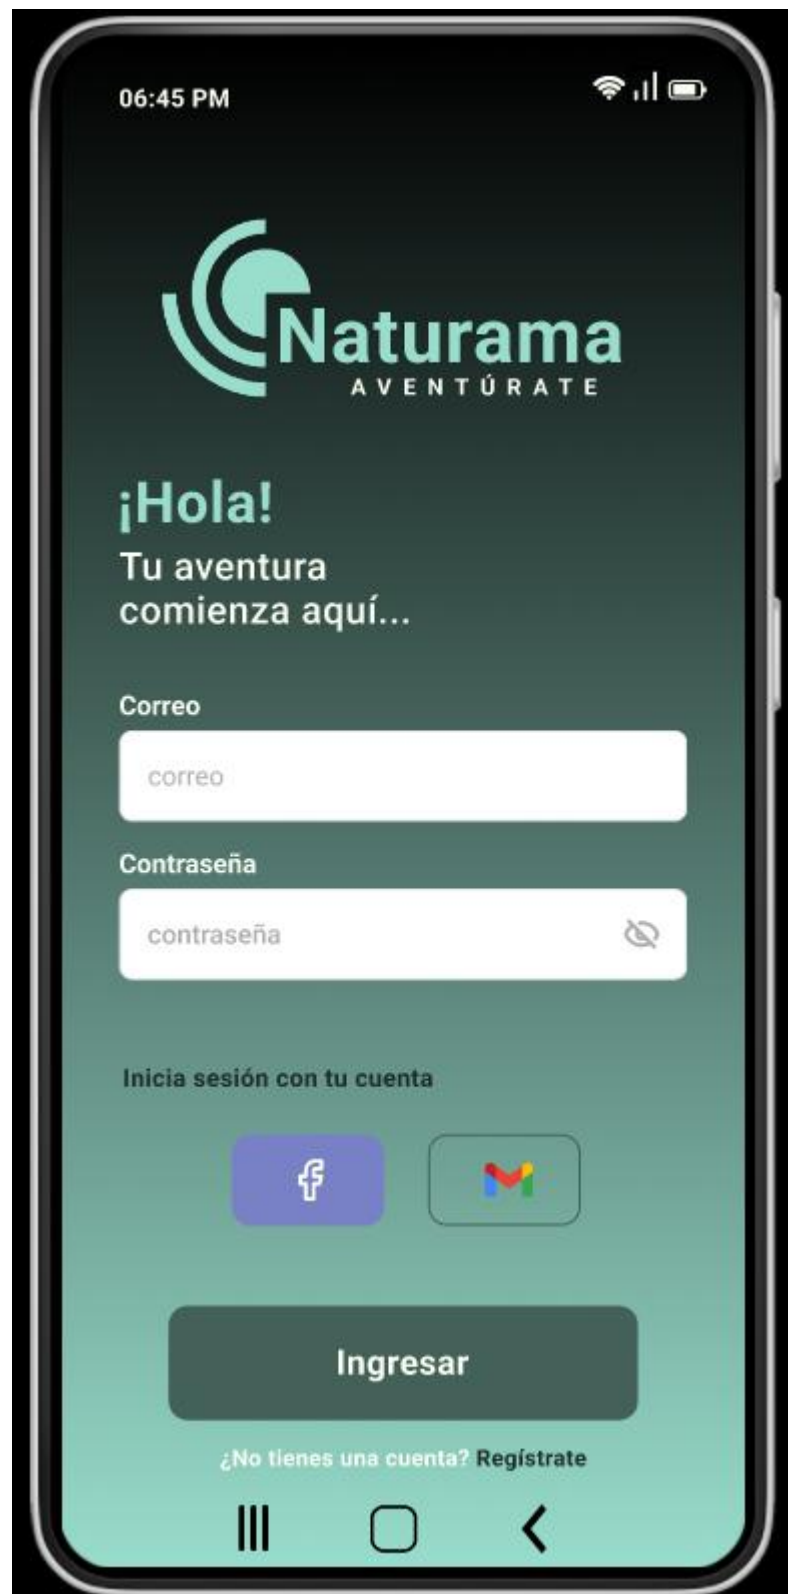 06:45 PM
Naturama
AVENTÚRATE
¡Hola!
Tu aventura
comienza aquí...
Correo
correo
Contraseña
contraseña
Inicia sesión con tu cuenta
Ingresar
¿No tienes una cuenta? Regístrate